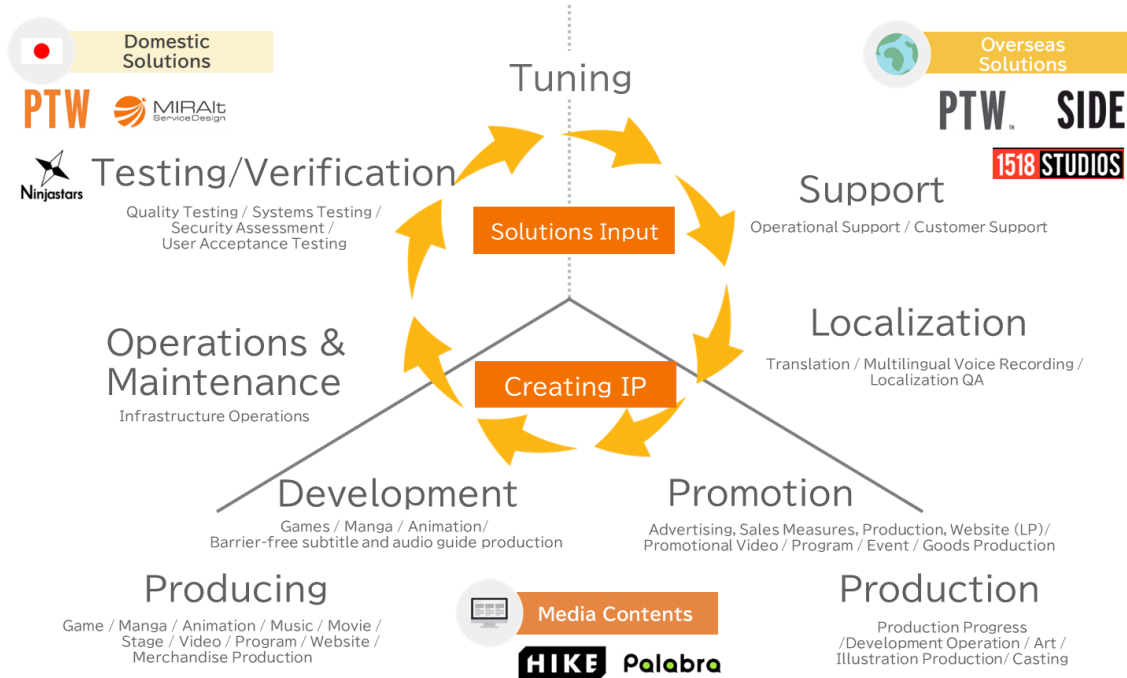 Domestic
Solutions
PTW
MIRAIt
ServiceDesign
Ninjastars
Tuning
Overseas
Solutions
PTW™
SIDE
1518 STUDIOS
Testing/Verification
Quality Testing / Systems Testing /
Security Assessment /
User Acceptance Testing
Solutions Input
Support
Operational Support / Customer Support
Operations &
Maintenance
Infrastructure Operations
Creating IP
Localization
Translation / Multilingual Voice Recording /
Localization QA
Development
Games / Manga / Animation/
Barrier-free subtitle and audio guide production
Promotion
Advertising, Sales Measures, Production, Website (LP)/
Promotional Video / Program / Event / Goods Production
Producing
Game / Manga / Animation / Music / Movie /
Stage / Video / Program / Website /
Merchandise Production
Media Contents
HIKE
Palabra
Production
Production Progress
/Development Operation / Art /
Illustration Production/ Casting